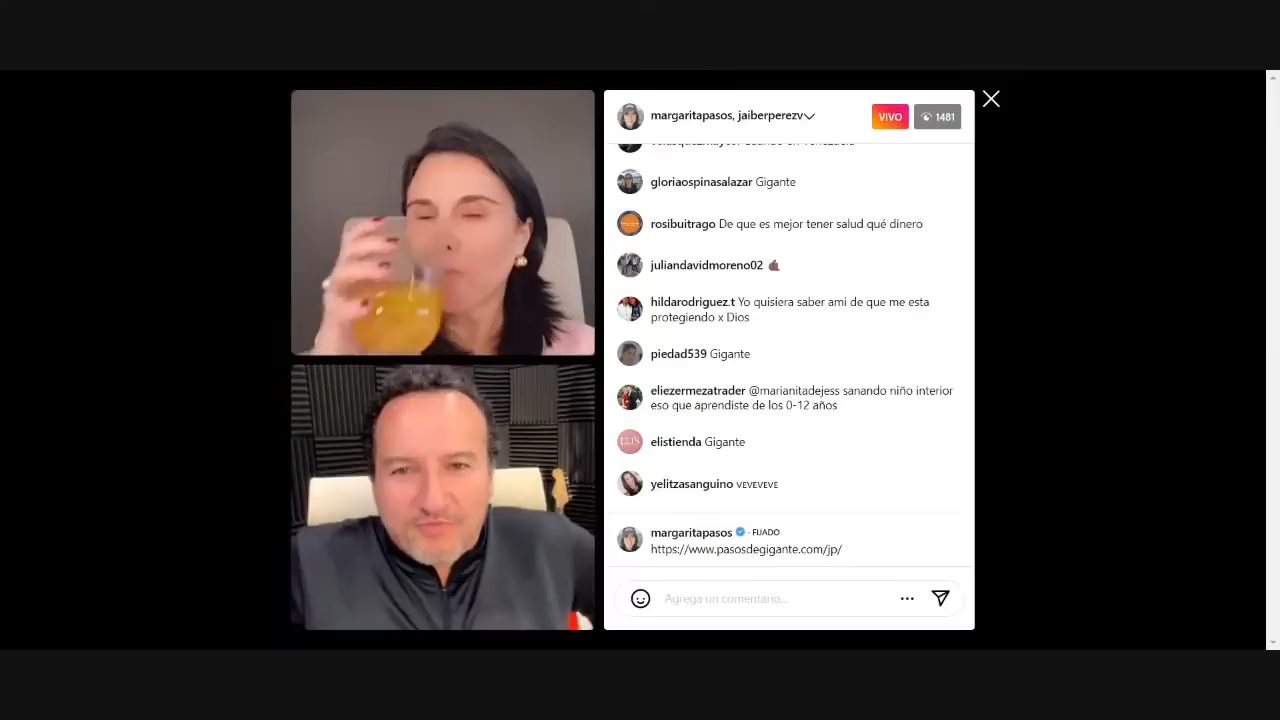 margaritapasos, jaiberperezv
VIVO
1481
gloriaospinasalazar Gigante
rosibuitrago De que es mejor tener salud qué dinero
juliandavidmoreno02
hildarodriguez.t Yo quisiera saber ami de que me esta
protegiendo x Dios
piedad539 Gigante
eliezermezatrader @marianitadejess sanando niño interior
eso que aprendiste de los 0-12 años
ELI'S
elistienda Gigante
yelitzasanguino VEVEVEVE
margaritapasos · FIJADO
https://www.pasosdegigante.com/jp/
Agrega un comentario...